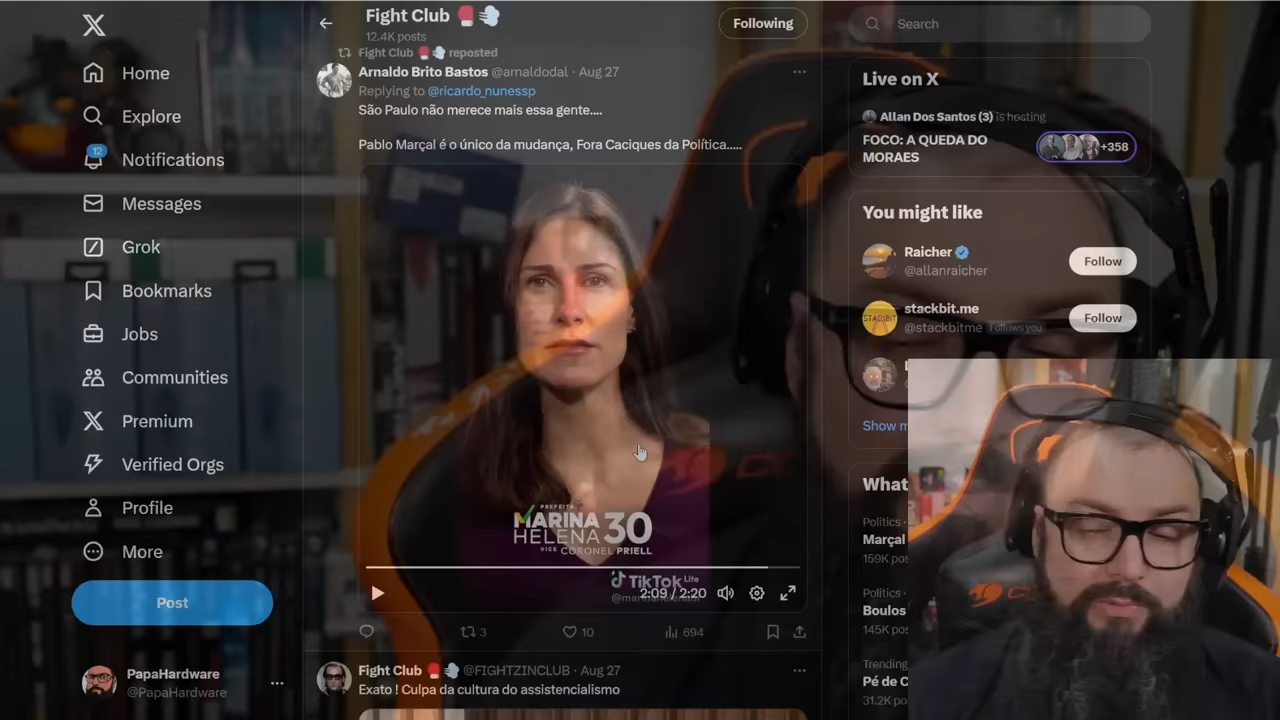 Home
Explore
12
Notifications
Messages
Grok
Bookmarks
Jobs
Communities
Premium
Verified Orgs
Profile
More
Post
PapaHardware
@PapaHardware
Fight Club
12.4K posts
Following
Fight Club reposted
Arnaldo Brito Bastos @arnaldodal · Aug 27
Replying to @ricardo_nunessp
São Paulo não merece mais essa gente....
Pablo Marçal é o único da mudança, Fora Caciques da Política.....
PREFEITA
MARINA
HELENA 30
VICE CORONEL PRIELL
TikTok Lite
2:09 / 2:20
3
10
694
Fight Club @FIGHTZINCLUB · Aug 27
Exato ! Culpa da cultura do assistencialismo
Search
Live on X
Allan Dos Santos (3) is hosting
FOCO: A QUEDA DO
MORAES
+358
You might like
Raicher
@allanraicher
Follow
stackbit.me
@stackbitme Follows you
Follow
STACKBIT
Show
What
Politics ·
Marçal
159K
Politics ·
Boulos
145K
Trending
Pé de
31.2K